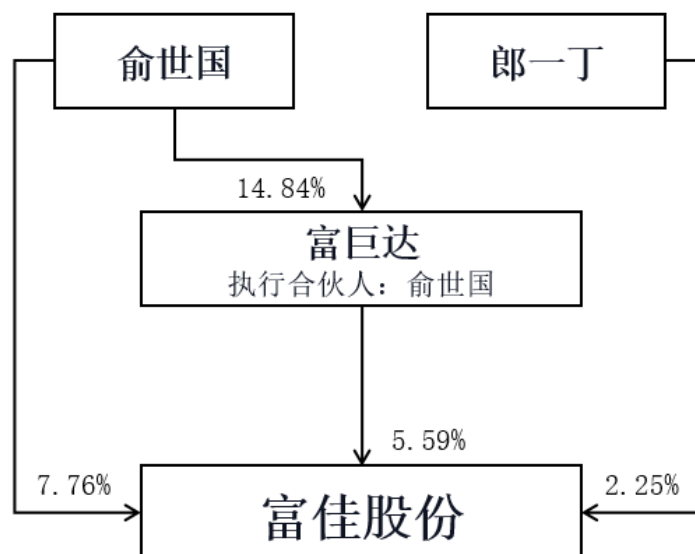 俞世国
郎一丁
14.84%
富巨达
执行合伙人：俞世国
5.59%
7.76%
2.25%
富佳股份